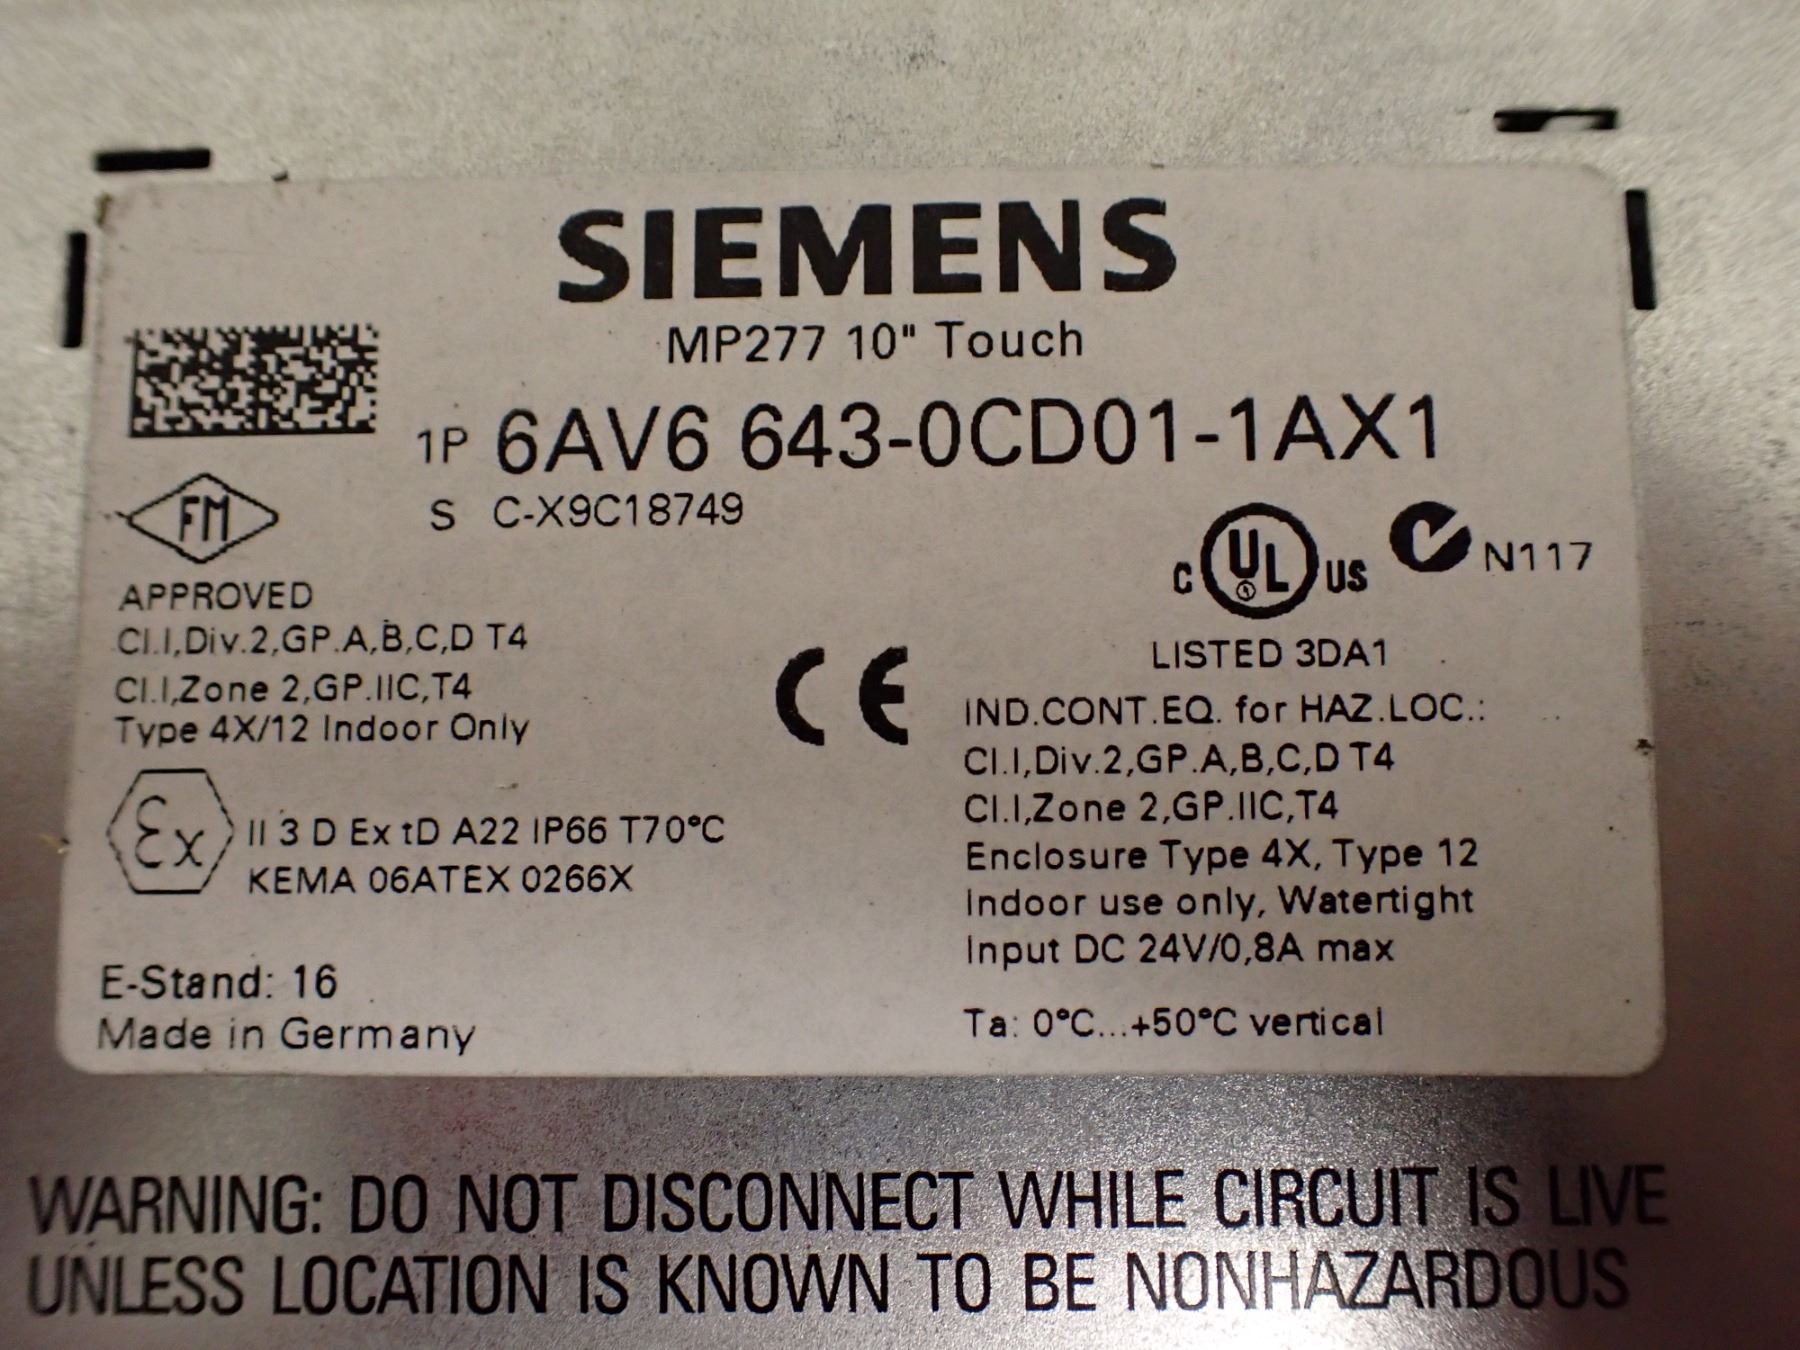 SIEMENS
MP277 10" Touch
1P 6AV6 643-0CD01-1AX1
S C-X9C18749
FM
APPROVED
Cl.I,Div.2,GP.A,B,C,D T4
Cl.I,Zone 2,GP.IIC,T4
Type 4X/12 Indoor Only
Ex II 3 D Ex tD A22 IP66 T70°C
KEMA 06ATEX 0266X
E-Stand: 16
Made in Germany
CE
C UL US N117
LISTED 3DA1
IND.CONT.EQ. for HAZ.LOC.:
Cl.I,Div.2,GP.A,B,C,D T4
Cl.I,Zone 2,GP.IIC,T4
Enclosure Type 4X, Type 12
Indoor use only, Watertight
Input DC 24V/0,8A max
Ta: 0°C...+50°C vertical
WARNING: DO NOT DISCONNECT WHILE CIRCUIT IS LIVE
UNLESS LOCATION IS KNOWN TO BE NONHAZARDOUS